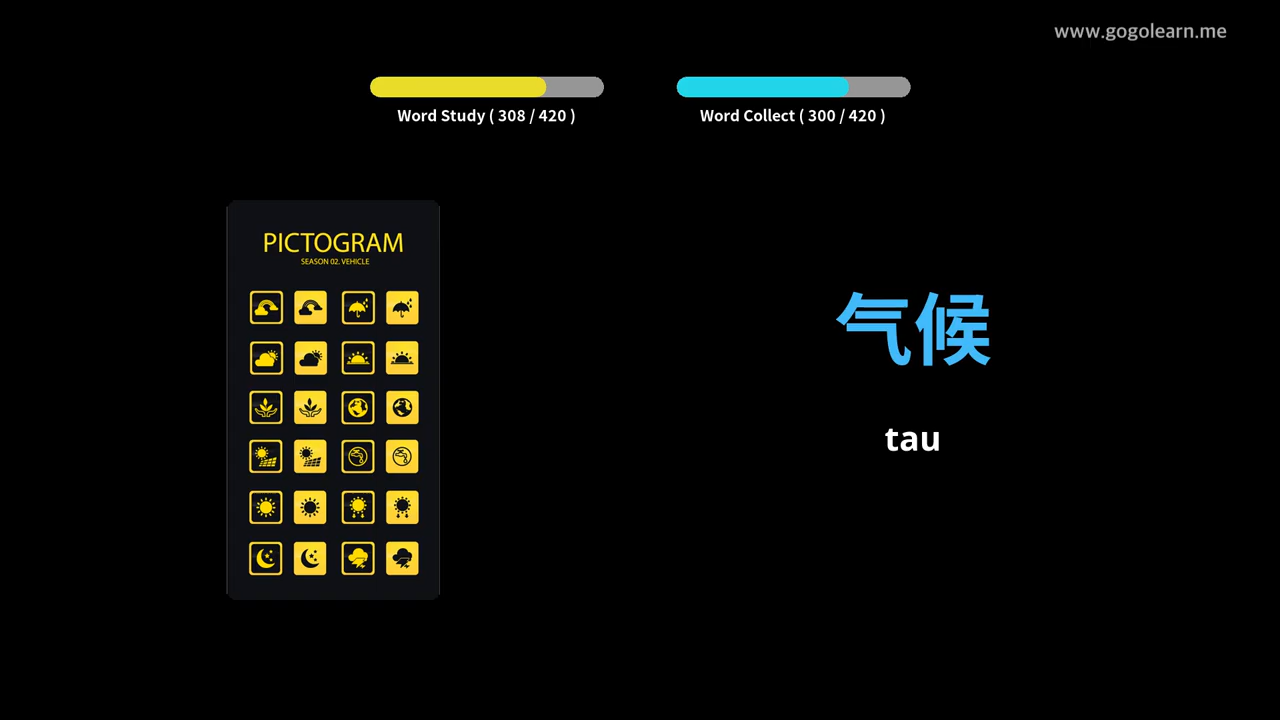 www.gogolearn.me
Word Study ( 308 / 420 )
Word Collect ( 300 / 420 )
PICTOGRAM
SEASON 02. VEHICLE
气候
tau